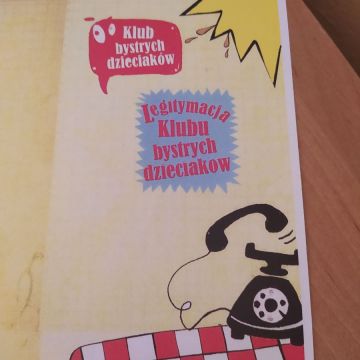 Klub
bystrych
dzieciaków
Legitymacja
Klubu
bystrych
dzieciaków